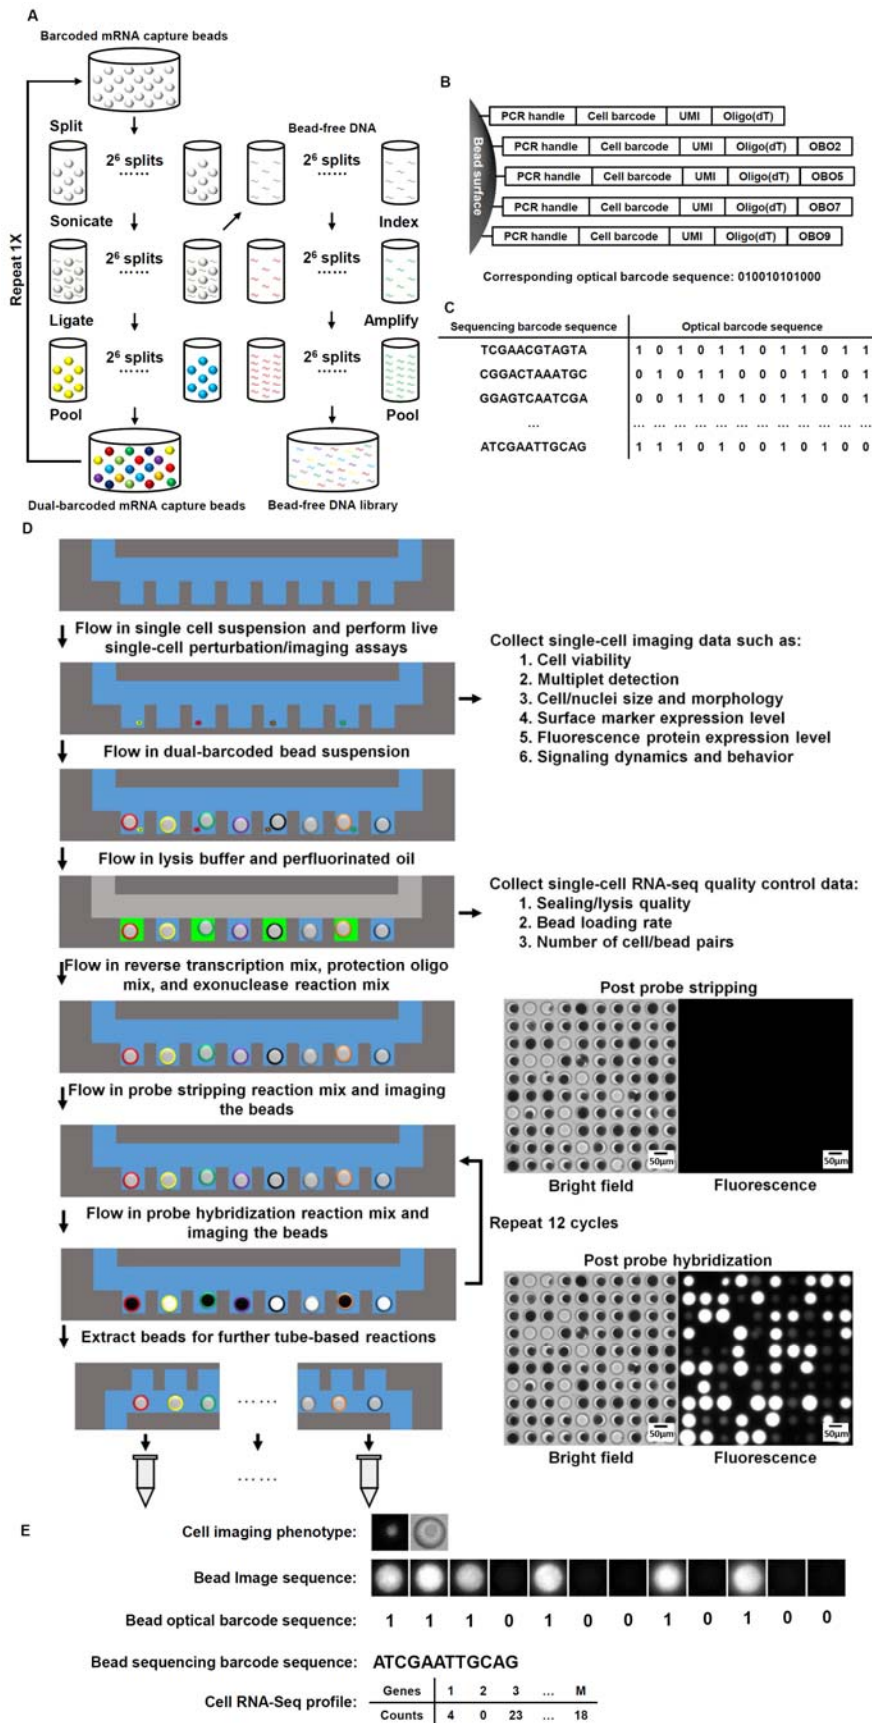 A
Barcoded mRNA capture beads
Split
Bead-free DNA
2⁶ splits
......
2⁶ splits
......
Sonicate
Index
2⁶ splits
......
2⁶ splits
......
Repeat 1X
Ligate
Amplify
2⁶ splits
......
2⁶ splits
......
Pool
Pool
Dual-barcoded mRNA capture beads
Bead-free DNA library
B
Bead surface
PCR handle Cell barcode UMI Oligo(dT)
PCR handle Cell barcode UMI Oligo(dT) OBO2
PCR handle Cell barcode UMI Oligo(dT) OBO5
PCR handle Cell barcode UMI Oligo(dT) OBO7
PCR handle Cell barcode UMI Oligo(dT) OBO9
Corresponding optical barcode sequence: 010010101000
C
Sequencing barcode sequence Optical barcode sequence
TCGAACGTAGTA 1 0 1 0 1 1 0 1 1 0 1 1
CGGACTAAATGC 0 1 0 1 0 1 0 0 1 1 0 1
GGAGTCAATCGA 0 0 1 1 0 1 1 0 1 0 0 1
... ... ... ... ... ... ... ... ... ... ... ... ...
ATCGAATTGCAG 1 1 1 0 1 0 0 1 0 1 0 0
D
Flow in single cell suspension and perform live
single-cell perturbation/imaging assays
Collect single-cell imaging data such as:
1. Cell viability
2. Multiplet detection
3. Cell/nuclei size and morphology
4. Surface marker expression level
5. Fluorescence protein expression level
6. Signaling dynamics and behavior
Flow in dual-barcoded bead suspension
Flow in lysis buffer and perfluorinated oil
Collect single-cell RNA-seq quality control data:
1. Sealing/lysis quality
2. Bead loading rate
3. Number of cell/bead pairs
Flow in reverse transcription mix, protection oligo
mix, and exonuclease reaction mix
Post probe stripping
50µm
50µm
Bright field
Fluorescence
Flow in probe stripping reaction mix and imaging
the beads
Flow in probe hybridization reaction mix and
imaging the beads
Repeat 12 cycles
Post probe hybridization
50µm
50µm
Bright field
Fluorescence
Extract beads for further tube-based reactions
......
......
E
Cell imaging phenotype:
Bead Image sequence:
Bead optical barcode sequence: 1 1 1 0 1 0 0 1 0 1 0 0
Bead sequencing barcode sequence: ATCGAATTGCAG
Cell RNA-Seq profile:
Genes 1 2 3 ... M
Counts 4 0 23 ... 18